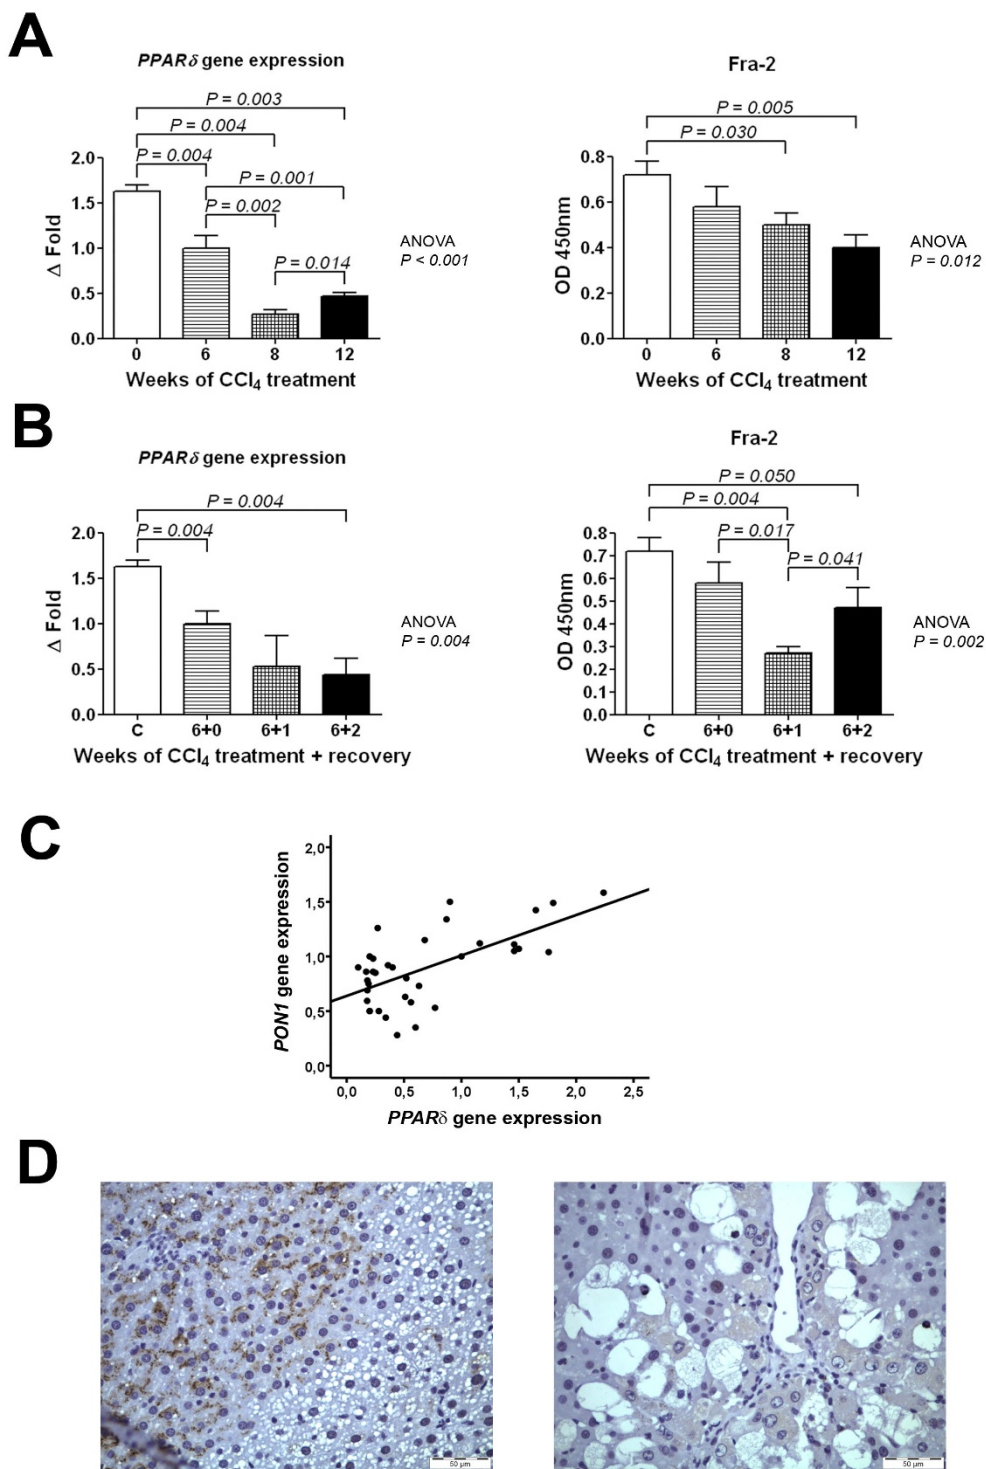 A
PPARδ gene expression
P = 0.003
P = 0.004
P = 0.004
P = 0.001
P = 0.002
P = 0.014
2.0
1.5
1.0
0.5
0.0
Δ Fold
0 6 8 12
Weeks of CCl₄ treatment
ANOVA
P < 0.001
Fra-2
P = 0.005
P = 0.030
0.8
0.6
0.4
0.2
0.0
OD 450nm
0 6 8 12
Weeks of CCl₄ treatment
ANOVA
P = 0.012
B
PPARδ gene expression
P = 0.004
P = 0.004
2.0
1.5
1.0
0.5
0.0
Δ Fold
C 6+0 6+1 6+2
Weeks of CCl₄ treatment + recovery
ANOVA
P = 0.004
Fra-2
P = 0.050
P = 0.004
P = 0.017
P = 0.041
0.8
0.7
0.6
0.5
0.4
0.3
0.2
0.1
0.0
OD 450nm
C 6+0 6+1 6+2
Weeks of CCl₄ treatment + recovery
ANOVA
P = 0.002
C
2,0
1,5
1,0
0,5
0,0
PON1 gene expression
0,0 0,5 1,0 1,5 2,0 2,5
PPARδ gene expression
D
50 µm
50 µm